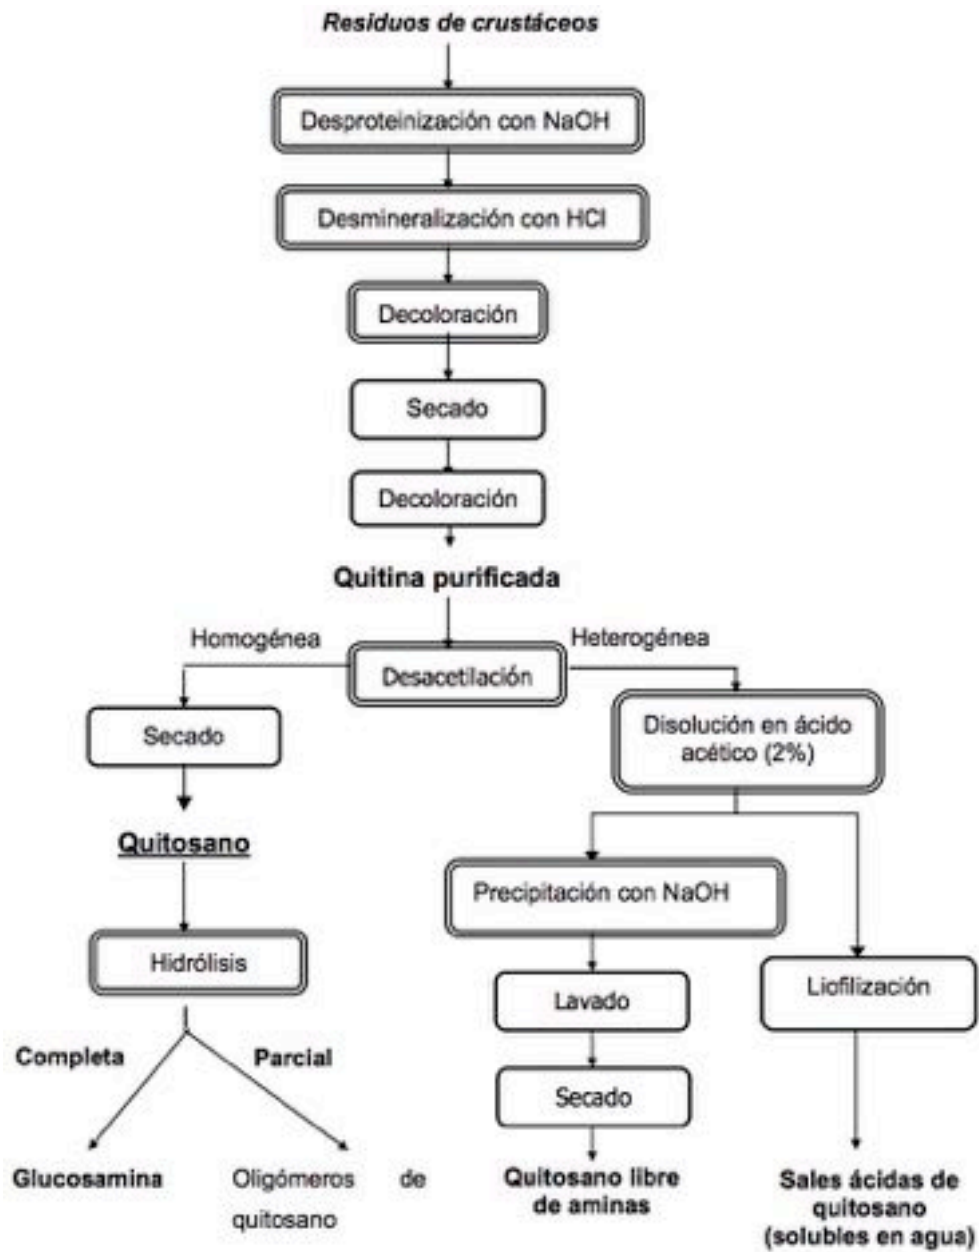 Residuos de crustáceos
Desproteinización con NaOH
Desmineralización con HCl
Decoloración
Secado
Decoloración
Quitina purificada
Homogénea
Heterogénea
Desacetilación
Secado
Disolución en ácido
acético (2%)
Quitosano
Precipitación con NaOH
Hidrólisis
Lavado
Liofilización
Completa
Parcial
Secado
Glucosamina
Oligómeros de
quitosano
Quitosano libre
de aminas
Sales ácidas de
quitosano
(solubles en agua)